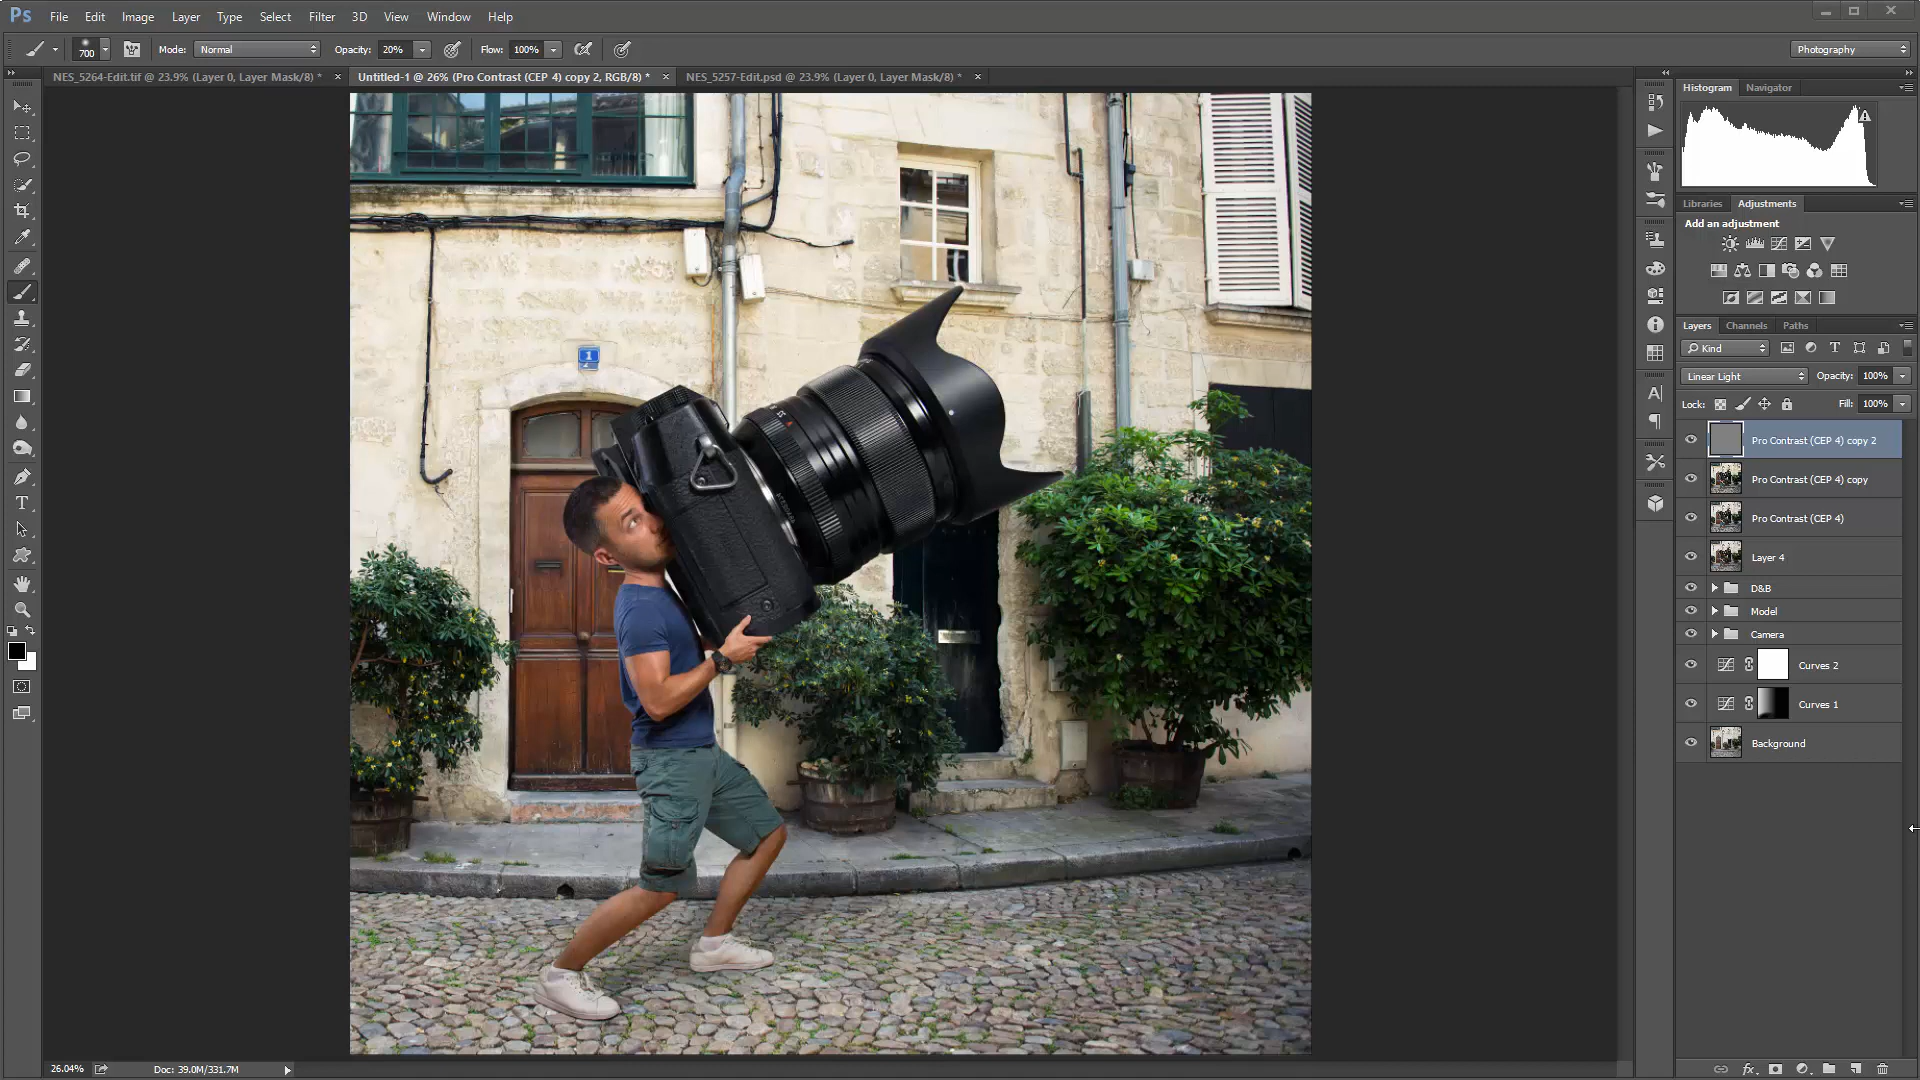 Ps File Edit Image Layer Type Select Filter 3D View Window Help
700 Mode: Normal Opacity: 20% Flow: 100% Photography
NES_5264-Edit.tif @ 23.9% (Layer 0, Layer Mask/8) * × Untitled-1 @ 26% (Pro Contrast (CEP 4) copy 2, RGB/8) * × NES_5257-Edit.psd @ 23.9% (Layer 0, Layer Mask/8) * ×
Histogram Navigator
Libraries Adjustments
Add an adjustment
Layers Channels Paths
Kind
Linear Light Opacity: 100%
Lock: Fill: 100%
Pro Contrast (CEP 4) copy 2
Pro Contrast (CEP 4) copy
Pro Contrast (CEP 4)
Layer 4
D&B
Model
Camera
Curves 2
Curves 1
Background
1
26.04% Doc: 39.0M/331.7M